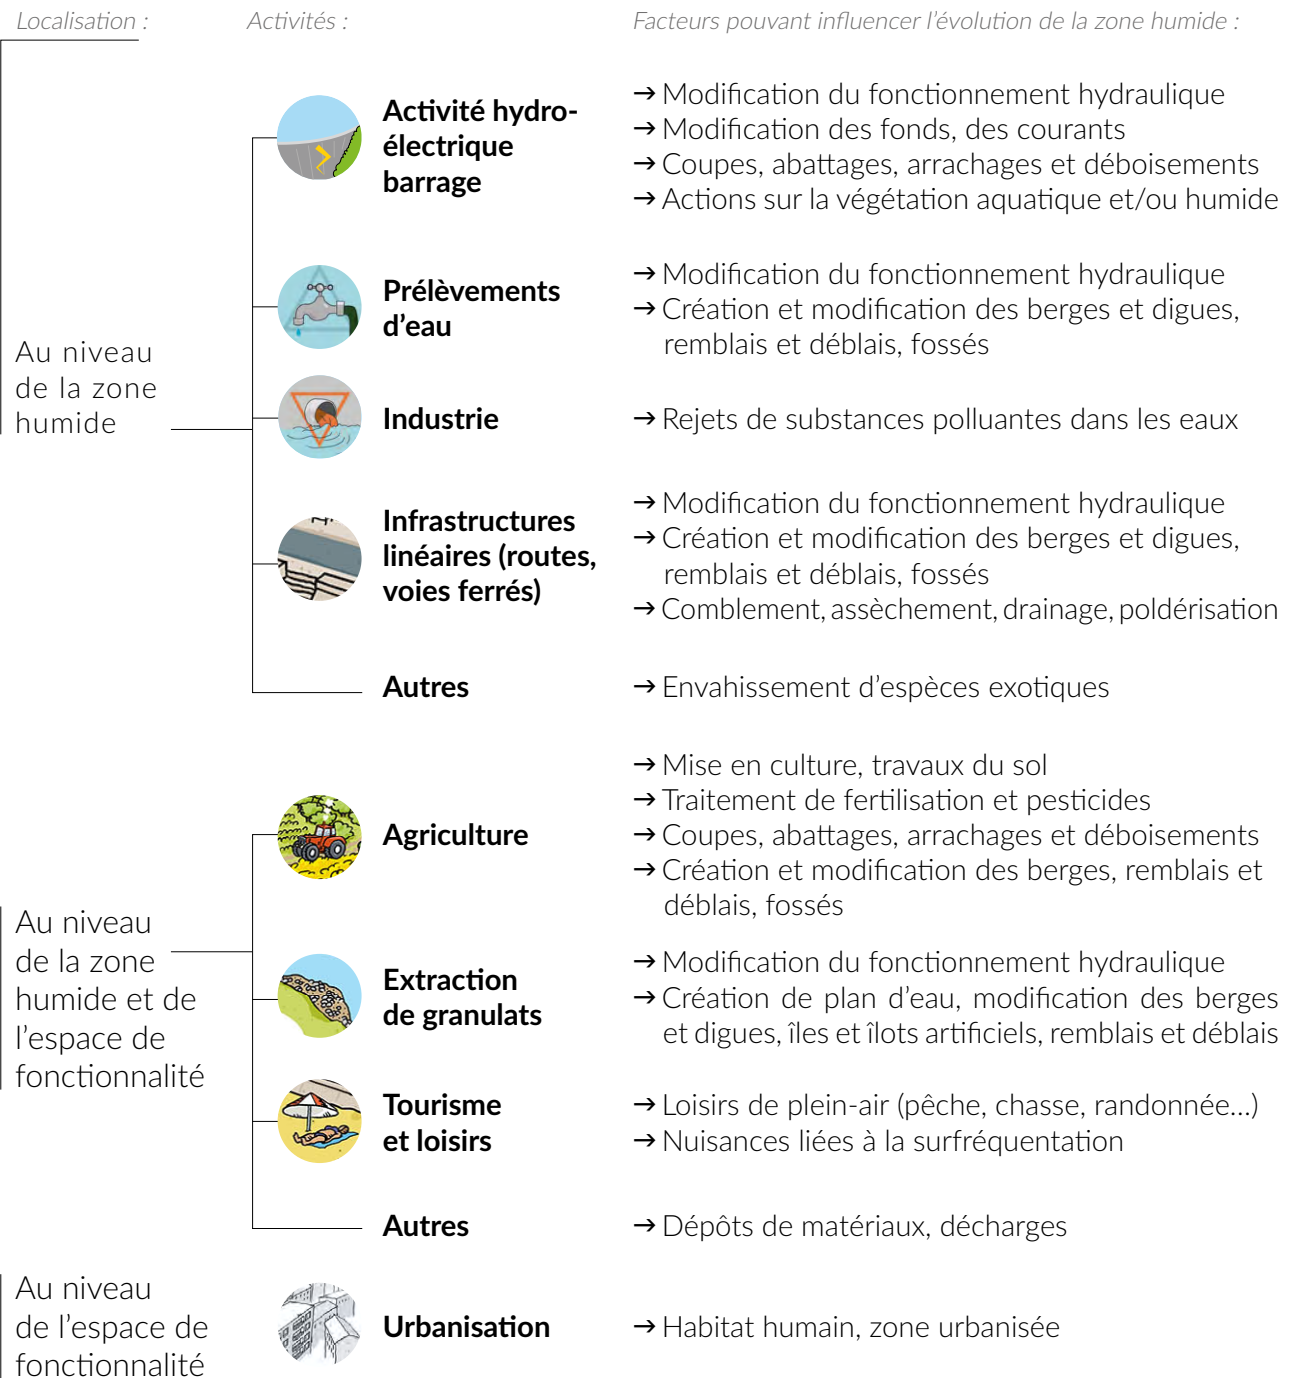 Localisation :
Activités :
Facteurs pouvant influencer l'évolution de la zone humide :
Au niveau
de la zone
humide
Activité hydro-
électrique
barrage
→ Modification du fonctionnement hydraulique
→ Modification des fonds, des courants
→ Coupes, abattages, arrachages et déboisements
→ Actions sur la végétation aquatique et/ou humide
Prélèvements
d'eau
→ Modification du fonctionnement hydraulique
→ Création et modification des berges et digues,
remblais et déblais, fossés
Industrie
→ Rejets de substances polluantes dans les eaux
Infrastructures
linéaires (routes,
voies ferrés)
→ Modification du fonctionnement hydraulique
→ Création et modification des berges et digues,
remblais et déblais, fossés
→ Comblement, assèchement, drainage, poldérisation
Autres
→ Envahissement d'espèces exotiques
Au niveau
de la zone
humide et de
l'espace de
fonctionnalité
Agriculture
→ Mise en culture, travaux du sol
→ Traitement de fertilisation et pesticides
→ Coupes, abattages, arrachages et déboisements
→ Création et modification des berges, remblais et
déblais, fossés
Extraction
de granulats
→ Modification du fonctionnement hydraulique
→ Création de plan d'eau, modification des berges
et digues, îles et îlots artificiels, remblais et déblais
Tourisme
et loisirs
→ Loisirs de plein-air (pêche, chasse, randonnée...)
→ Nuisances liées à la surfréquentation
Autres
→ Dépôts de matériaux, décharges
Au niveau
de l'espace de
fonctionnalité
Urbanisation
→ Habitat humain, zone urbanisée